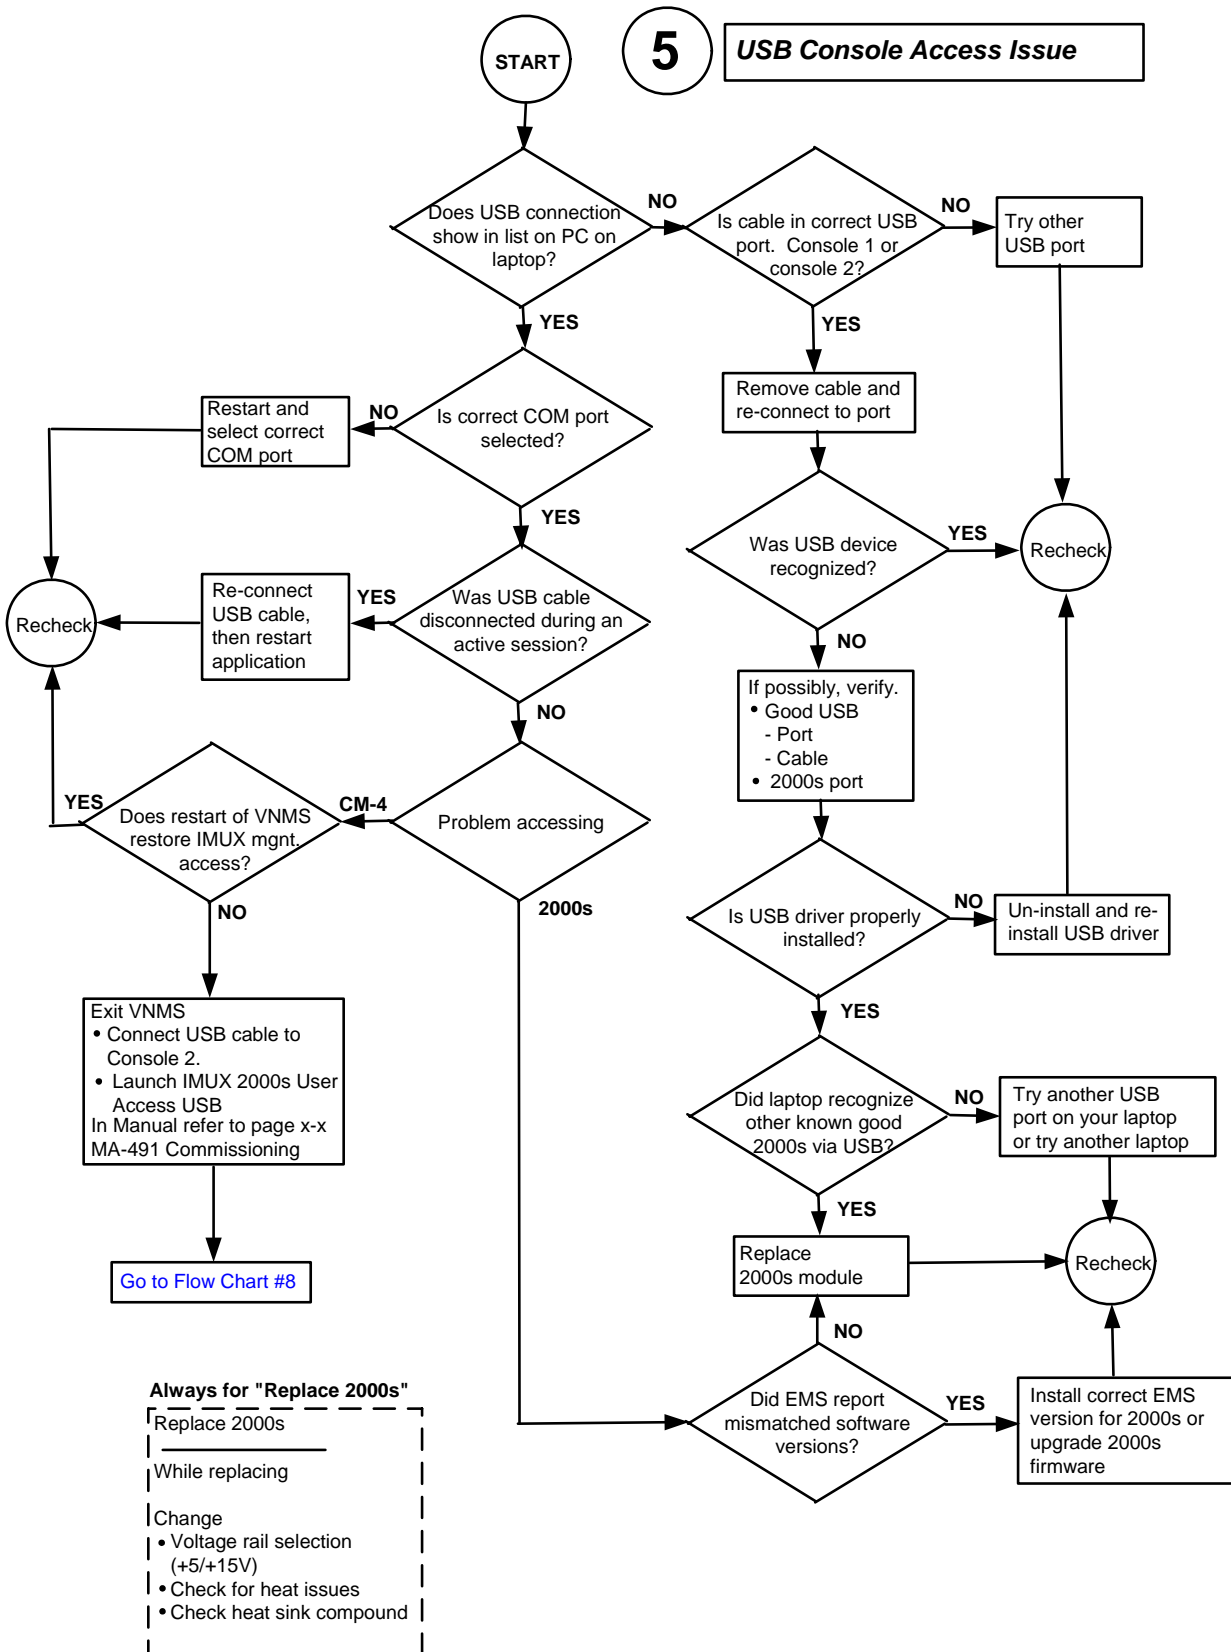 START
5
USB Console Access Issue
Does USB connection
show in list on PC on
laptop?
NO
Is cable in correct USB
port. Console 1 or
console 2?
NO
Try other
USB port
YES
YES
Restart and
select correct
COM port
NO
Is correct COM port
selected?
Remove cable and
re-connect to port
YES
Was USB device
recognized?
YES
Recheck
Recheck
Re-connect
USB cable,
then restart
application
YES
Was USB cable
disconnected during an
active session?
NO
NO
If possibly, verify.
• Good USB
- Port
- Cable
• 2000s port
YES
Does restart of VNMS
restore IMUX mgnt.
access?
CM-4
Problem accessing
NO
2000s
Is USB driver properly
installed?
NO
Un-install and re-
install USB driver
YES
Exit VNMS
• Connect USB cable to
Console 2.
• Launch IMUX 2000s User
Access USB
In Manual refer to page x-x
MA-491 Commissioning
Did laptop recognize
other known good
2000s via USB?
NO
Try another USB
port on your laptop
or try another laptop
YES
Go to Flow Chart #8
Replace
2000s module
Recheck
NO
Did EMS report
mismatched software
versions?
YES
Install correct EMS
version for 2000s or
upgrade 2000s
firmware
Always for "Replace 2000s"
Replace 2000s
While replacing
Change
• Voltage rail selection
(+5/+15V)
• Check for heat issues
• Check heat sink compound